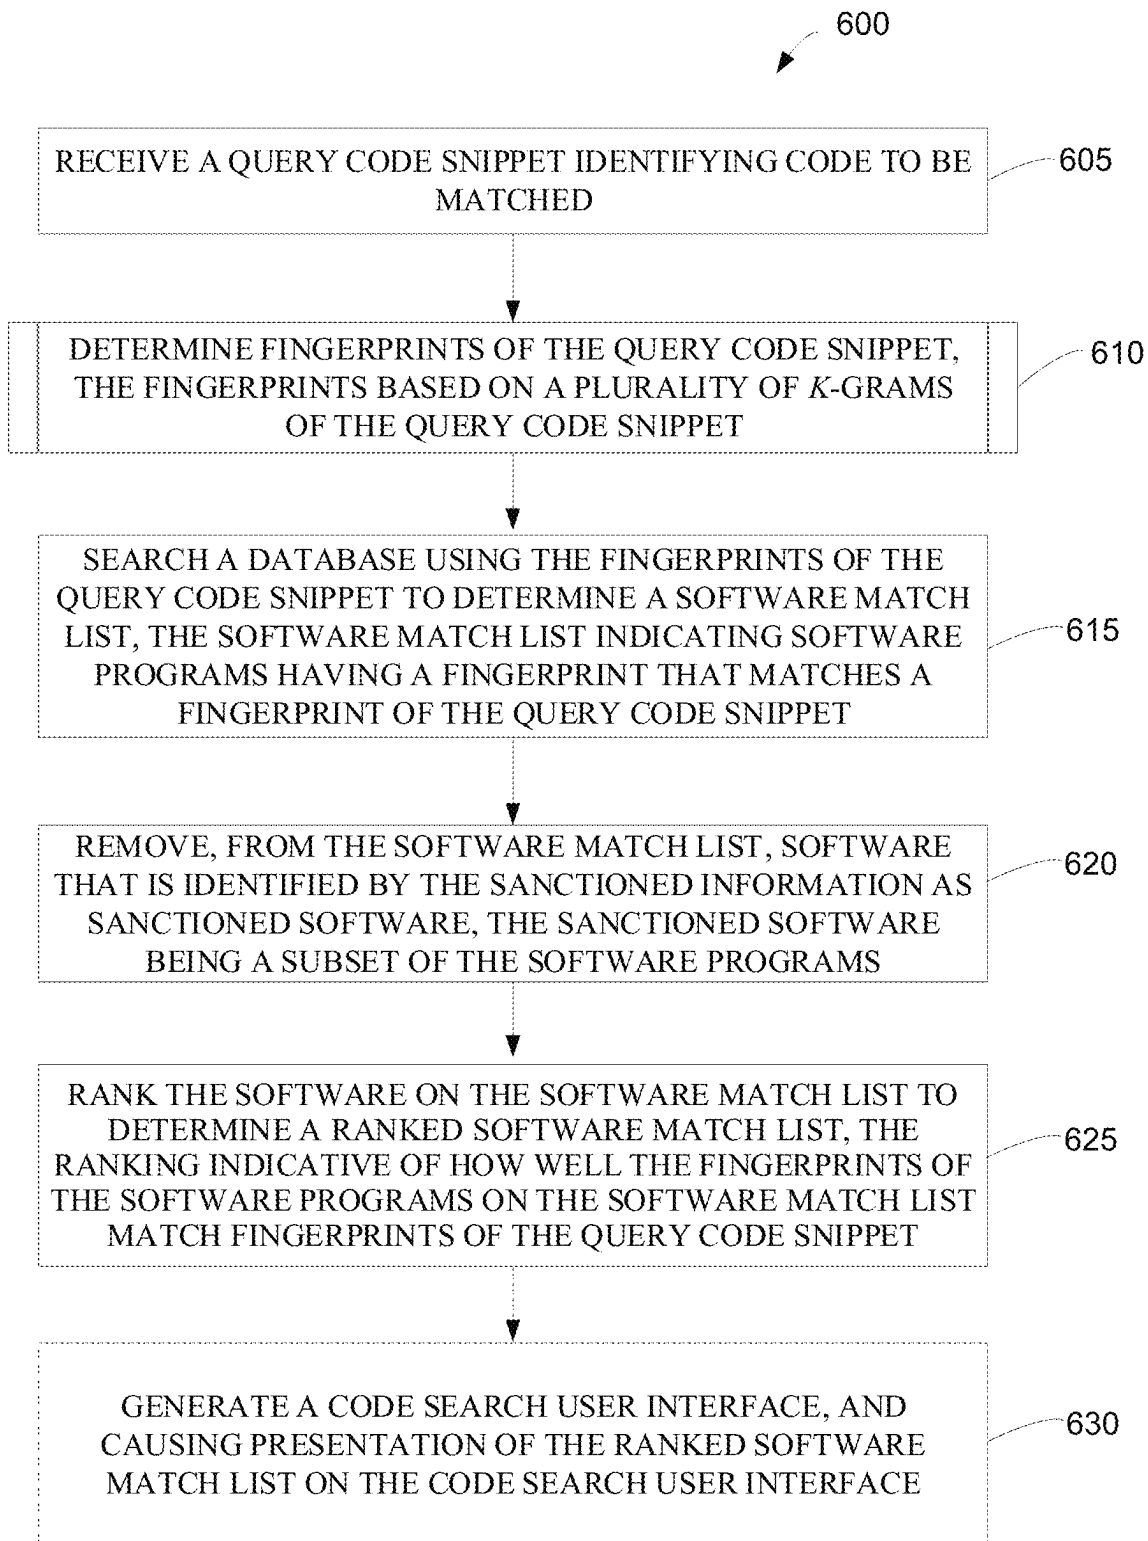 600
RECEIVE A QUERY CODE SNIPPET IDENTIFYING CODE TO BE
MATCHED
605
DETERMINE FINGERPRINTS OF THE QUERY CODE SNIPPET,
THE FINGERPRINTS BASED ON A PLURALITY OF K-GRAMS
OF THE QUERY CODE SNIPPET
610
SEARCH A DATABASE USING THE FINGERPRINTS OF THE
QUERY CODE SNIPPET TO DETERMINE A SOFTWARE MATCH
LIST, THE SOFTWARE MATCH LIST INDICATING SOFTWARE
PROGRAMS HAVING A FINGERPRINT THAT MATCHES A
FINGERPRINT OF THE QUERY CODE SNIPPET
615
REMOVE, FROM THE SOFTWARE MATCH LIST, SOFTWARE
THAT IS IDENTIFIED BY THE SANCTIONED INFORMATION AS
SANCTIONED SOFTWARE, THE SANCTIONED SOFTWARE
BEING A SUBSET OF THE SOFTWARE PROGRAMS
620
RANK THE SOFTWARE ON THE SOFTWARE MATCH LIST TO
DETERMINE A RANKED SOFTWARE MATCH LIST, THE
RANKING INDICATIVE OF HOW WELL THE FINGERPRINTS OF
THE SOFTWARE PROGRAMS ON THE SOFTWARE MATCH LIST
MATCH FINGERPRINTS OF THE QUERY CODE SNIPPET
625
GENERATE A CODE SEARCH USER INTERFACE, AND
CAUSING PRESENTATION OF THE RANKED SOFTWARE
MATCH LIST ON THE CODE SEARCH USER INTERFACE
630